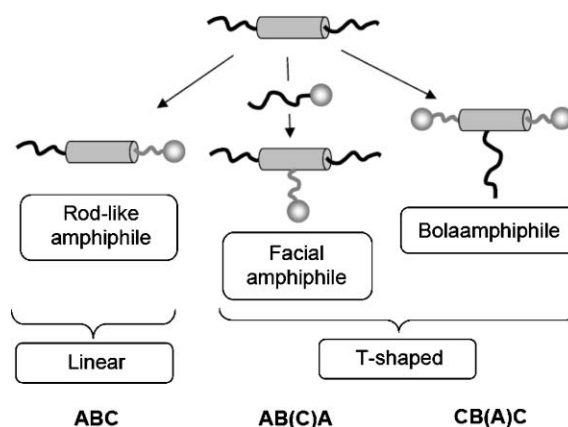 Rod-like
amphiphile
Facial
amphiphile
Bolaamphiphile
Linear
T-shaped
ABC
AB(C)A
CB(A)C